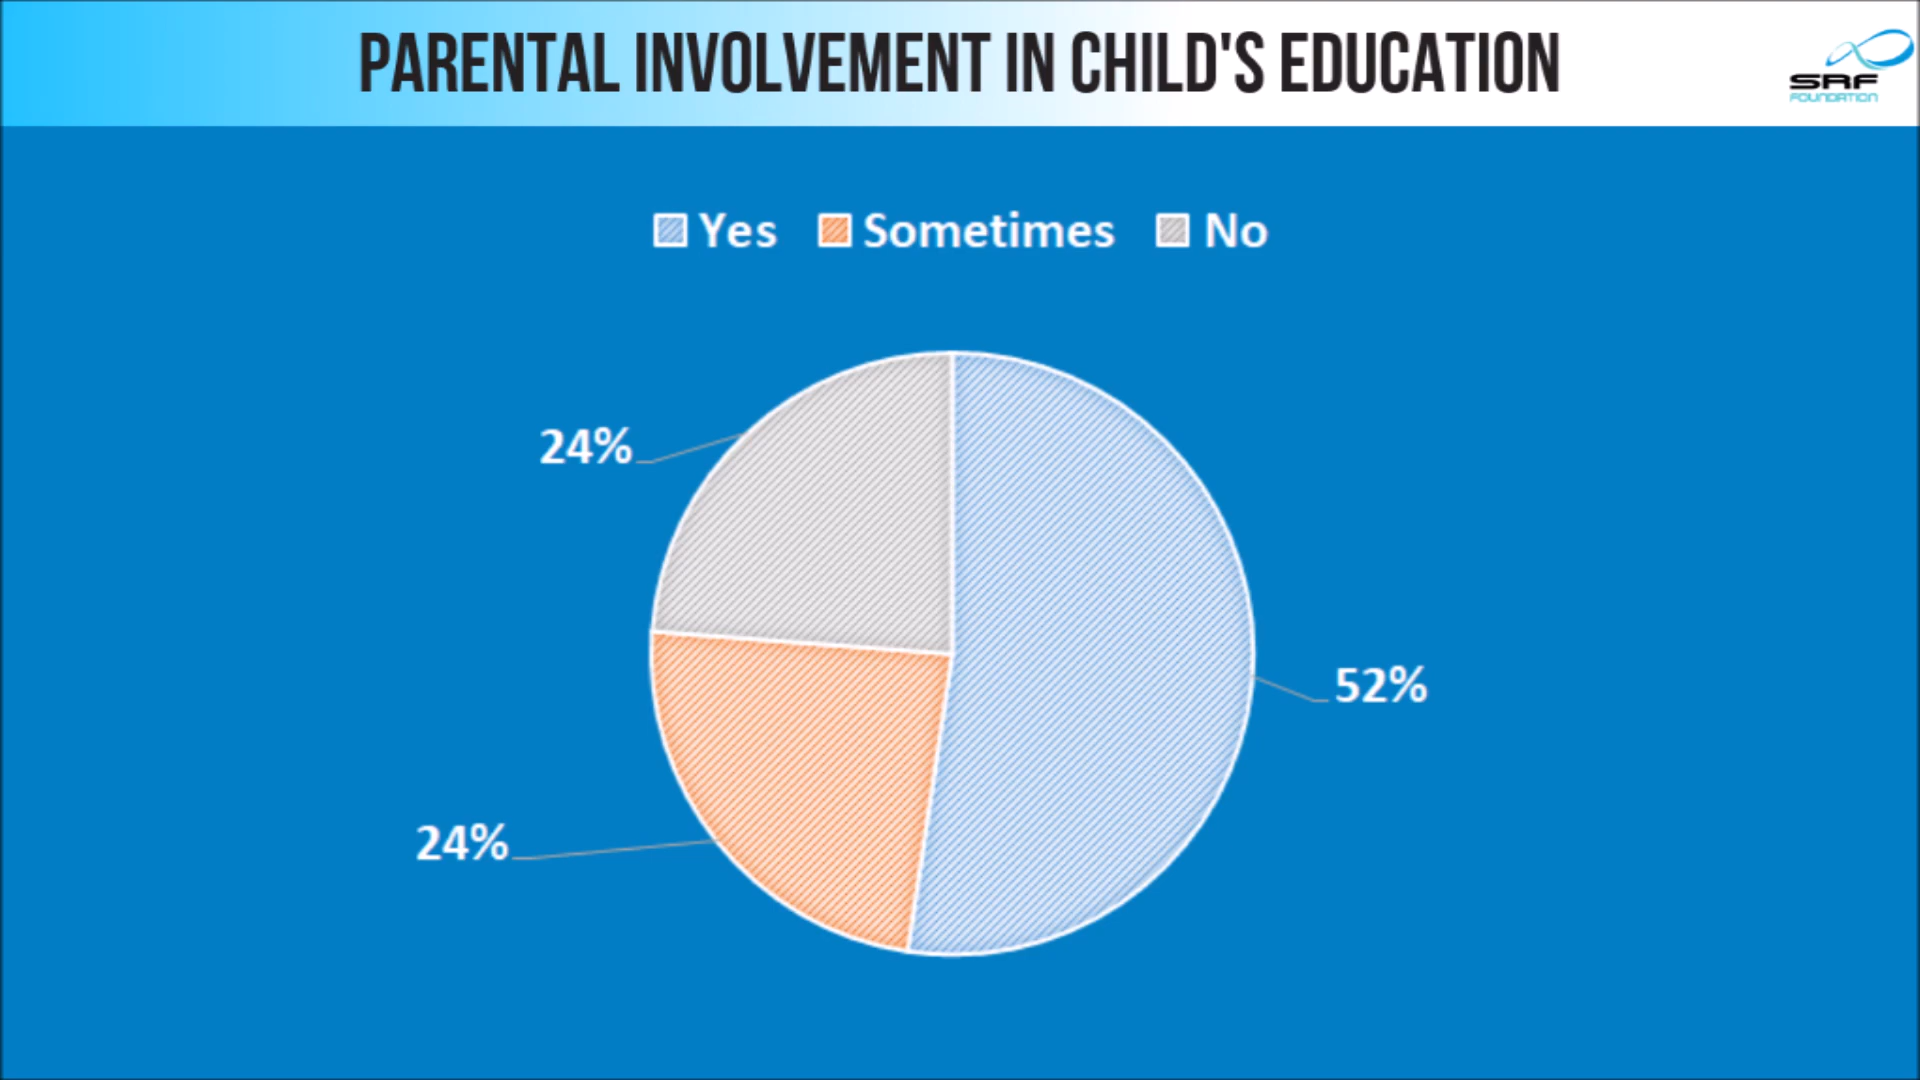 PARENTAL INVOLVEMENT IN CHILD'S EDUCATION
SRF
FOUNDATION
Yes Sometimes No
24%
52%
24%